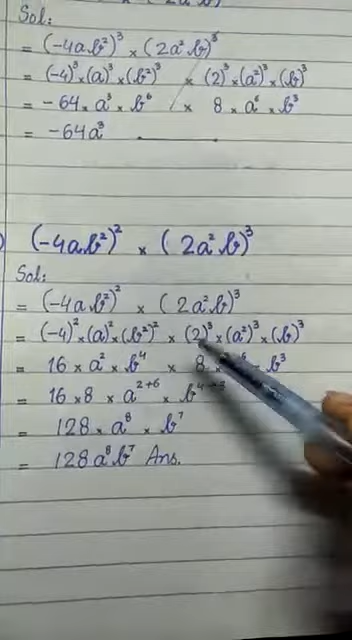 Sol:
= (-4ab²)³ × (2a²b)³
= (-4)³ × (a)³ × (b²)³ × (2)³ × (a²)³ × (b)³
= -64 × a³ × b⁶ × 8 × a⁶ × b³
= -64a³
(-4ab²)² × (2a²b)³
Sol:
= (-4ab²)² × (2a²b)³
= (-4)² × (a)² × (b²)² × (2)³ × (a²)³ × (b)³
= 16 × a² × b⁴ × 8 × b³
= 16 × 8 × a²⁺⁶ × b⁴
= 128 × a⁸ × b⁷
= 128a⁸b⁷ Ans.